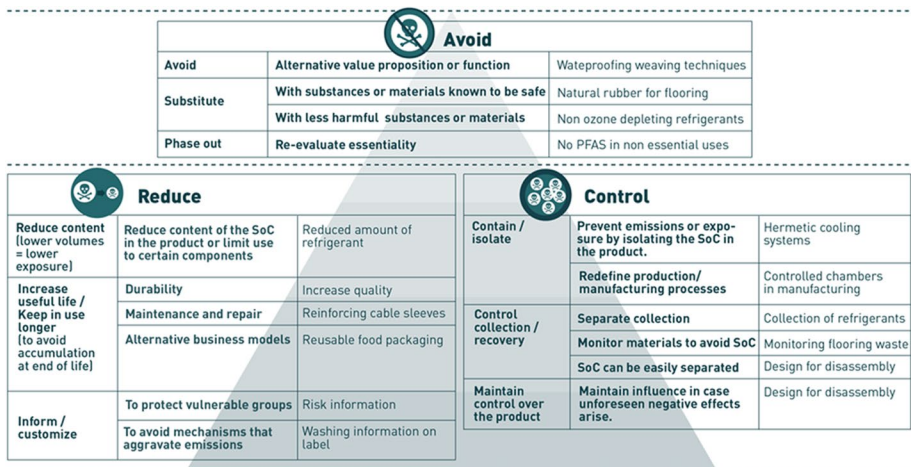 Avoid
Avoid
Alternative value proposition or function
Wateproofing weaving techniques
Substitute
With substances or materials known to be safe
Natural rubber for flooring
With less harmful substances or materials
Non ozone depleting refrigerants
Phase out
Re-evaluate essentiality
No PFAS in non essential uses
Reduce
Reduce content
(lower volumes
= lower
exposure)
Reduce content of the SoC
in the product or limit use
to certain components
Reduced amount of
refrigerant
Increase
useful life /
Keep in use
longer
(to avoid
accumulation
at end of life)
Durability
Increase quality
Maintenance and repair
Reinforcing cable sleeves
Alternative business models
Reusable food packaging
Inform /
customize
To protect vulnerable groups
Risk information
To avoid mechanisms that
aggravate emissions
Washing information on
label
Control
Contain /
isolate
Prevent emissions or expo-
sure by isolating the SoC in
the product.
Hermetic cooling
systems
Redefine production/
manufacturing processes
Controlled chambers
in manufacturing
Control
collection /
recovery
Separate collection
Collection of refrigerants
Monitor materials to avoid SoC
Monitoring flooring waste
SoC can be easily separated
Design for disassembly
Maintain
control over
the product
Maintain influence in case
unforeseen negative effects
arise.
Design for disassembly